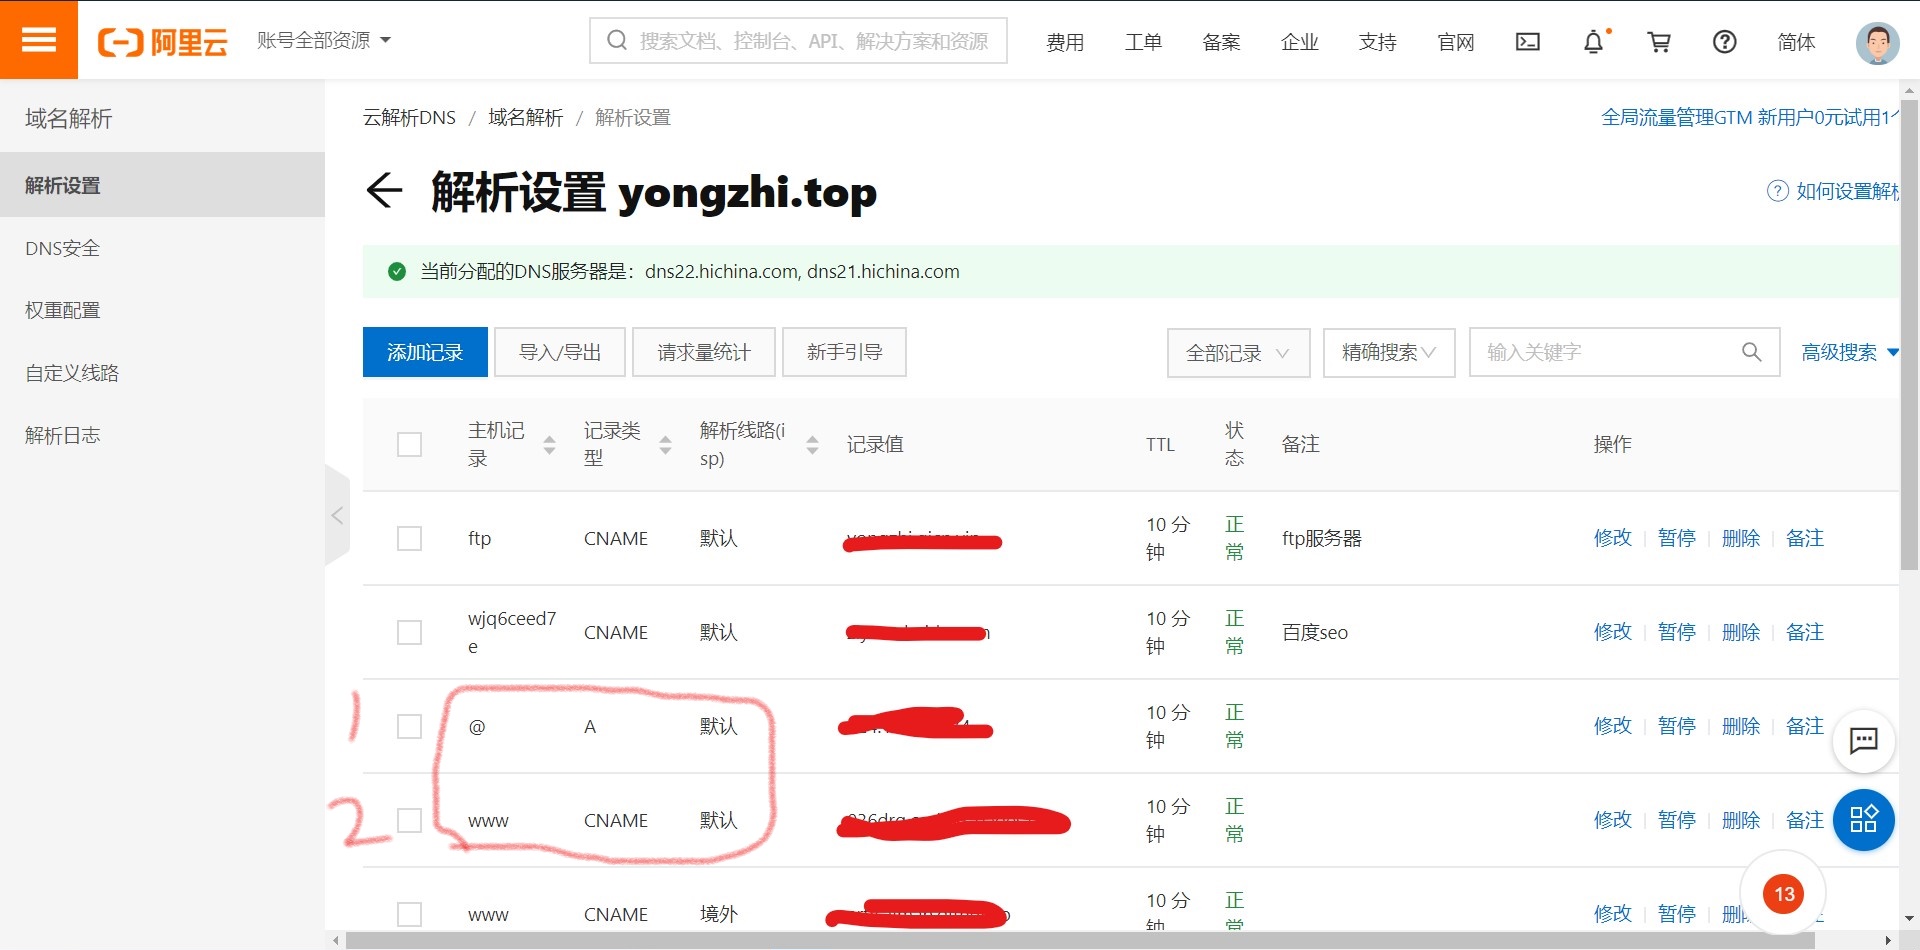 阿里云 账号全部资源 搜索文档、控制台、API、解决方案和资源 费用 工单 备案 企业 支持 官网 简体
域名解析
解析设置
DNS安全
权重配置
自定义线路
解析日志
云解析DNS / 域名解析 / 解析设置
全局流量管理GTM 新用户0元试用1个
解析设置 yongzhi.top
如何设置解析
当前分配的DNS服务器是：dns22.hichina.com, dns21.hichina.com
添加记录 导入/导出 请求量统计 新手引导 全部记录 精确搜索 输入关键字 高级搜索
主机记录 记录类型 解析线路(isp) 记录值 TTL 状态 备注 操作
ftp CNAME 默认 10 分钟 正常 ftp服务器 修改 暂停 删除 备注
wjq6ceed7e CNAME 默认 10 分钟 正常 百度seo 修改 暂停 删除 备注
1 @ A 默认 10 分钟 正常 修改 暂停 删除 备注
2 www CNAME 默认 10 分钟 正常 修改 暂停 删除 备注
www CNAME 境外 10 分钟 正常 修改 暂停 删除
13